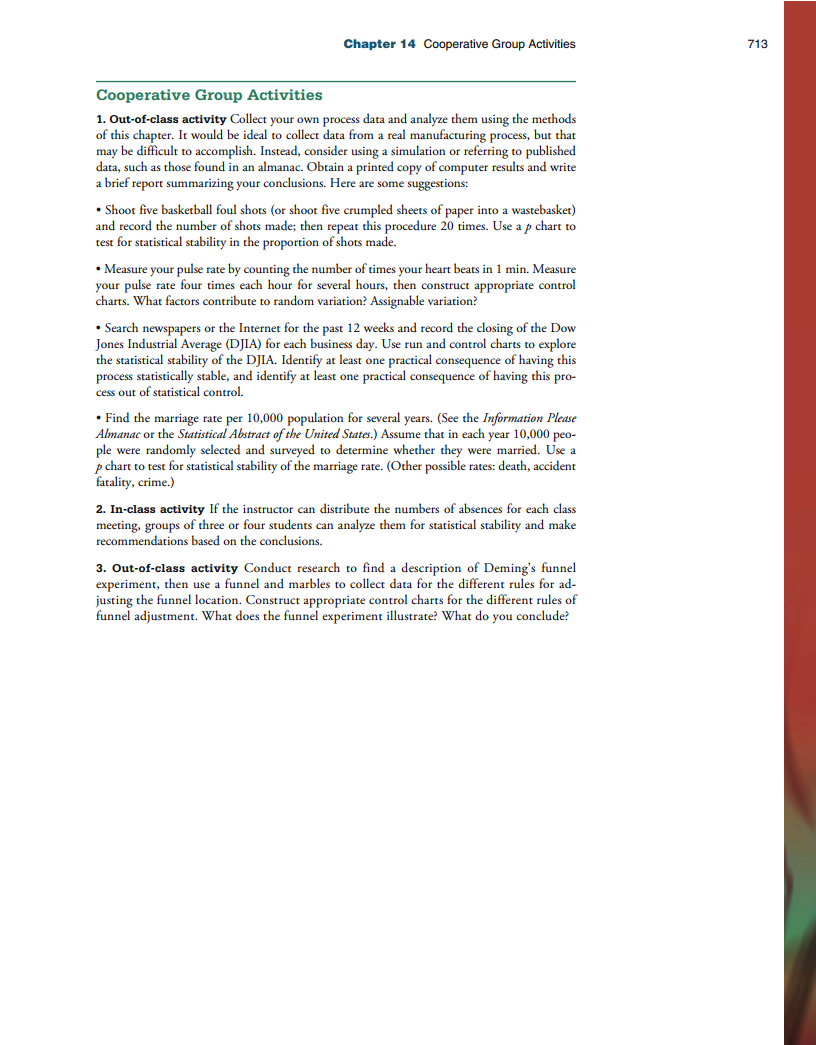 Chapter 14 Cooperative Group Activities 713
Cooperative Group Activities
1. Out-of-class activity Collect your own process data and analyze them using the methods
of this chapter. It would be ideal to collect data from a real manufacturing process, but that
may be difficult to accomplish. Instead, consider using a simulation or referring to published
data, such as those found in an almanac. Obtain a printed copy of computer results and write
a brief report summarizing your conclusions. Here are some suggestions:
• Shoot five basketball foul shots (or shoot five crumpled sheets of paper into a wastebasket)
and record the number of shots made; then repeat this procedure 20 times. Use a p chart to
test for statistical stability in the proportion of shots made.
• Measure your pulse rate by counting the number of times your heart beats in 1 min. Measure
your pulse rate four times each hour for several hours, then construct appropriate control
charts. What factors contribute to random variation? Assignable variation?
• Search newspapers or the Internet for the past 12 weeks and record the closing of the Dow
Jones Industrial Average (DJIA) for each business day. Use run and control charts to explore
the statistical stability of the DJIA. Identify at least one practical consequence of having this
process statistically stable, and identify at least one practical consequence of having this pro-
cess out of statistical control.
• Find the marriage rate per 10,000 population for several years. (See the Information Please
Almanac or the Statistical Abstract of the United States.) Assume that in each year 10,000 peo-
ple were randomly selected and surveyed to determine whether they were married. Use a
p chart to test for statistical stability of the marriage rate. (Other possible rates: death, accident
fatality, crime.)
2. In-class activity If the instructor can distribute the numbers of absences for each class
meeting, groups of three or four students can analyze them for statistical stability and make
recommendations based on the conclusions.
3. Out-of-class activity Conduct research to find a description of Deming's funnel
experiment, then use a funnel and marbles to collect data for the different rules for ad-
justing the funnel location. Construct appropriate control charts for the different rules of
funnel adjustment. What does the funnel experiment illustrate? What do you conclude?